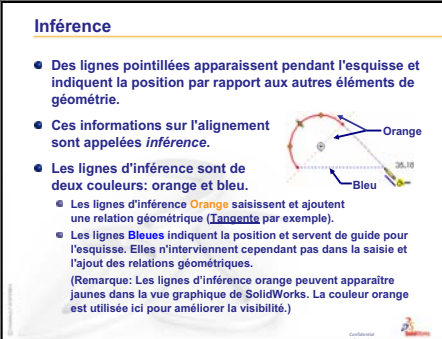 Inférence
Des lignes pointillées apparaissent pendant l'esquisse et
indiquent la position par rapport aux autres éléments de
géométrie.
Ces informations sur l'alignement
sont appelées inférence.
Orange
35.18
Bleu
Les lignes d'inférence sont de
deux couleurs: orange et bleu.
Les lignes d'inférence Orange saisissent et ajoutent
une relation géométrique (Tangente par exemple).
Les lignes Bleues indiquent la position et servent de guide pour
l'esquisse. Elles n'interviennent cependant pas dans la saisie et
l'ajout des relations géométriques.
(Remarque: Les lignes d'inférence orange peuvent apparaître
jaunes dans la vue graphique de SolidWorks. La couleur orange
est utilisée ici pour améliorer la visibilité.)
Confidential
SolidWorks